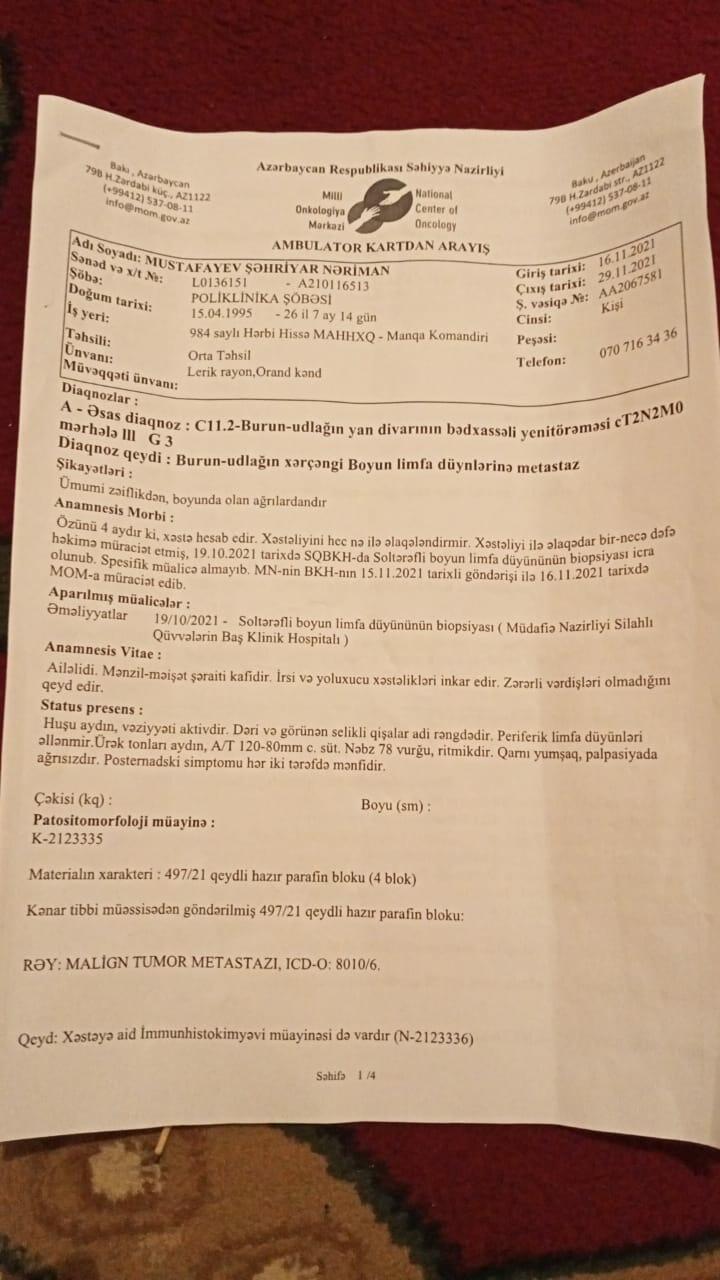 Bakı , Azərbaycan
79B H.Zərdabi küç., AZ1122
(+99412) 537-08-11
info@mom.gov.az
Azərbaycan Respublikası Səhiyyə Nazirliyi
Milli
Onkologiya
Mərkəzi
National
Center of
Oncology
Baku , Azerbaijan
79B H.Zardabi str., AZ1122
(+99412) 537-08-11
info@mom.gov.az
AMBULATOR KARTDAN ARAYIŞ
Adı Soyadı: MUSTAFAYEV ŞƏHRİYAR NƏRİMAN
Sənəd və x/t №: L0136151 - A210116513
Şöbə: POLİKLİNİKA ŞÖBƏSİ
Doğum tarixi: 15.04.1995 - 26 il 7 ay 14 gün
İş yeri: 984 saylı Hərbi Hissə MAHHXQ - Manqa Komandiri
Təhsili: Orta Təhsil
Ünvanı: Lerik rayon,Orand kənd
Müvəqqəti ünvanı:
Giriş tarixi: 16.11.2021
Çıxış tarixi: 29.11.2021
Ş. vəsiqə №: AA2067581
Cinsi: Kişi
Peşəsi:
Telefon: 070 716 34 36
Diaqnozlar :
A - Əsas diaqnoz : C11.2-Burun-udlağın yan divarının bədxassəli yenitörəməsi cT2N2M0
mərhələ III G 3
Diaqnoz qeydi : Burun-udlağın xərçəngi Boyun limfa düynlərinə metastaz
Şikayətləri :
Ümumi zəiflikdən, boyunda olan ağrılardandır
Anamnesis Morbi :
Özünü 4 aydır ki, xəstə hesab edir. Xəstəliyini hec nə ilə əlaqələndirmir. Xəstəliyi ilə əlaqədar bir-necə dəfə
həkimə müraciət etmiş, 19.10.2021 tarixdə SQBKH-da Soltərəfli boyun limfa düyününün biopsiyası icra
olunub. Spesifik müalicə almayıb. MN-nin BKH-nın 15.11.2021 tarixli göndərişi ilə 16.11.2021 tarixdə
MOM-a müraciət edib.
Aparılmış müalicələr :
Əməliyyatlar 19/10/2021 - Soltərəfli boyun limfa düyününün biopsiyası ( Müdafiə Nazirliyi Silahlı
Qüvvələrin Baş Klinik Hospitalı )
Anamnesis Vitae :
Ailəlidi. Mənzil-məişət şəraiti kafidir. İrsi və yoluxucu xəstəlikləri inkar edir. Zərərli vərdişləri olmadığını
qeyd edir.
Status presens :
Huşu aydın, vəziyyəti aktivdir. Dəri və görünən selikli qişalar adi rəngdədir. Periferik limfa düyünləri
əllənmir.Ürək tonları aydın, A/T 120-80mm c. süt. Nəbz 78 vurğu, ritmikdir. Qarnı yumşaq, palpasiyada
ağrısızdır. Posternadski simptomu hər iki tərəfdə mənfidir.
Çəkisi (kq) : Boyu (sm) :
Patositomorfoloji müayinə :
K-2123335
Materialın xarakteri : 497/21 qeydli hazır parafin bloku (4 blok)
Kənar tibbi müəssisədən göndərilmiş 497/21 qeydli hazır parafin bloku:
RƏY: MALİGN TUMOR METASTAZI, ICD-O: 8010/6.
Qeyd: Xəstəyə aid İmmunhistokimyəvi müayinəsi də vardır (N-2123336)
Səhifə 1 /4